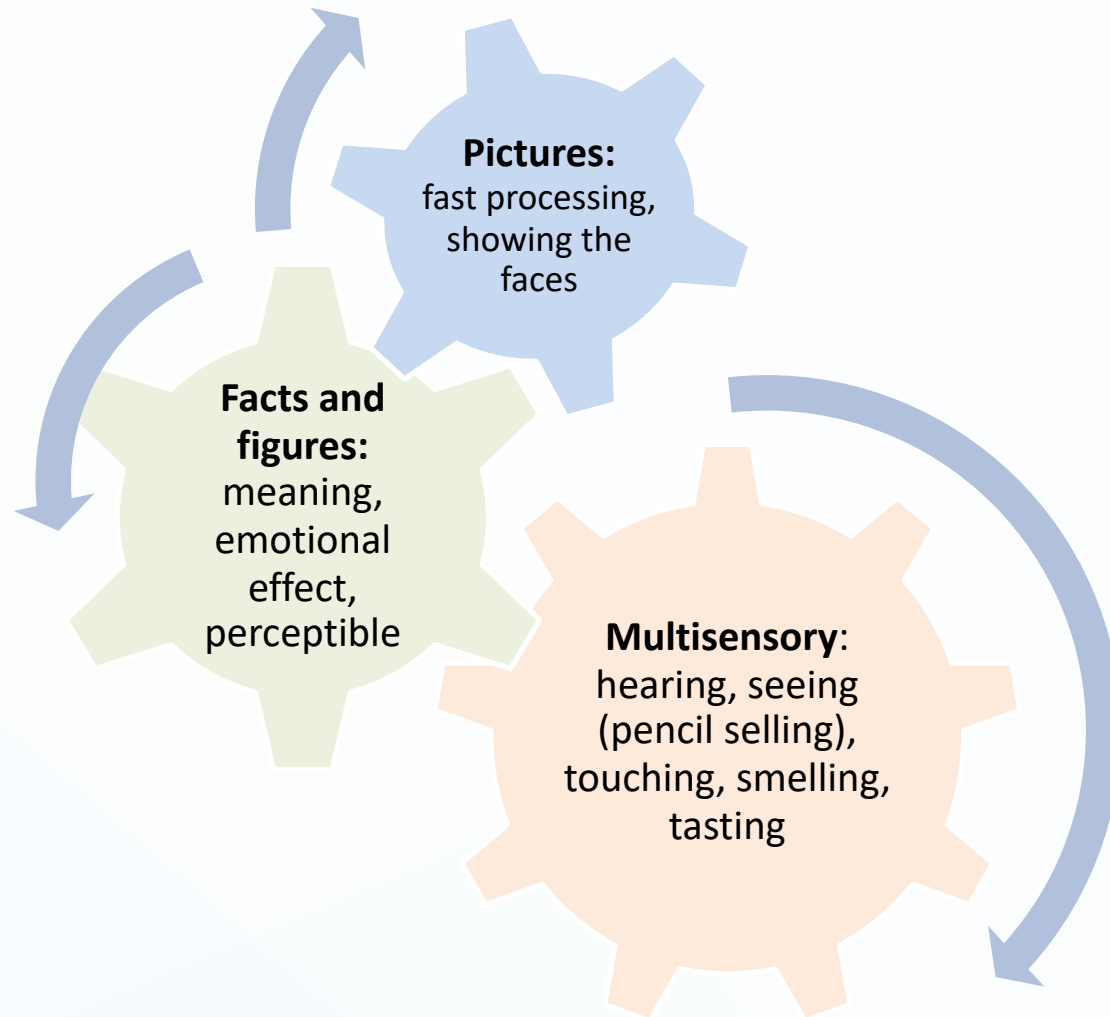 Pictures:
fast processing,
showing the
faces
Facts and
figures:
meaning,
emotional
effect,
perceptible
Multisensory:
hearing, seeing
(pencil selling),
touching, smelling,
tasting